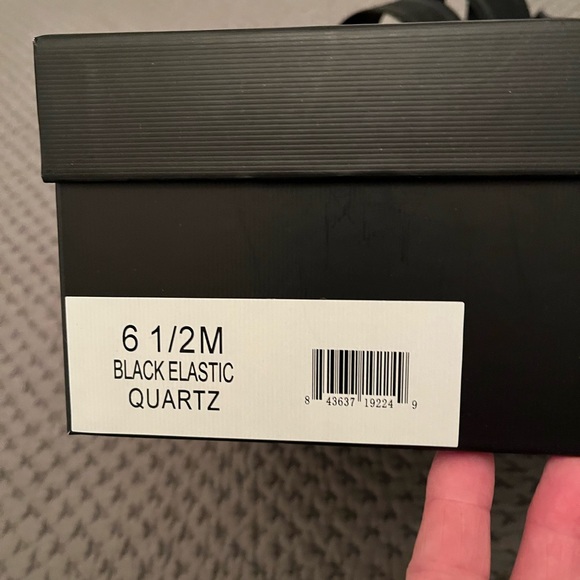 6 1/2M
BLACK ELASTIC
QUARTZ
8 43637 19224 9